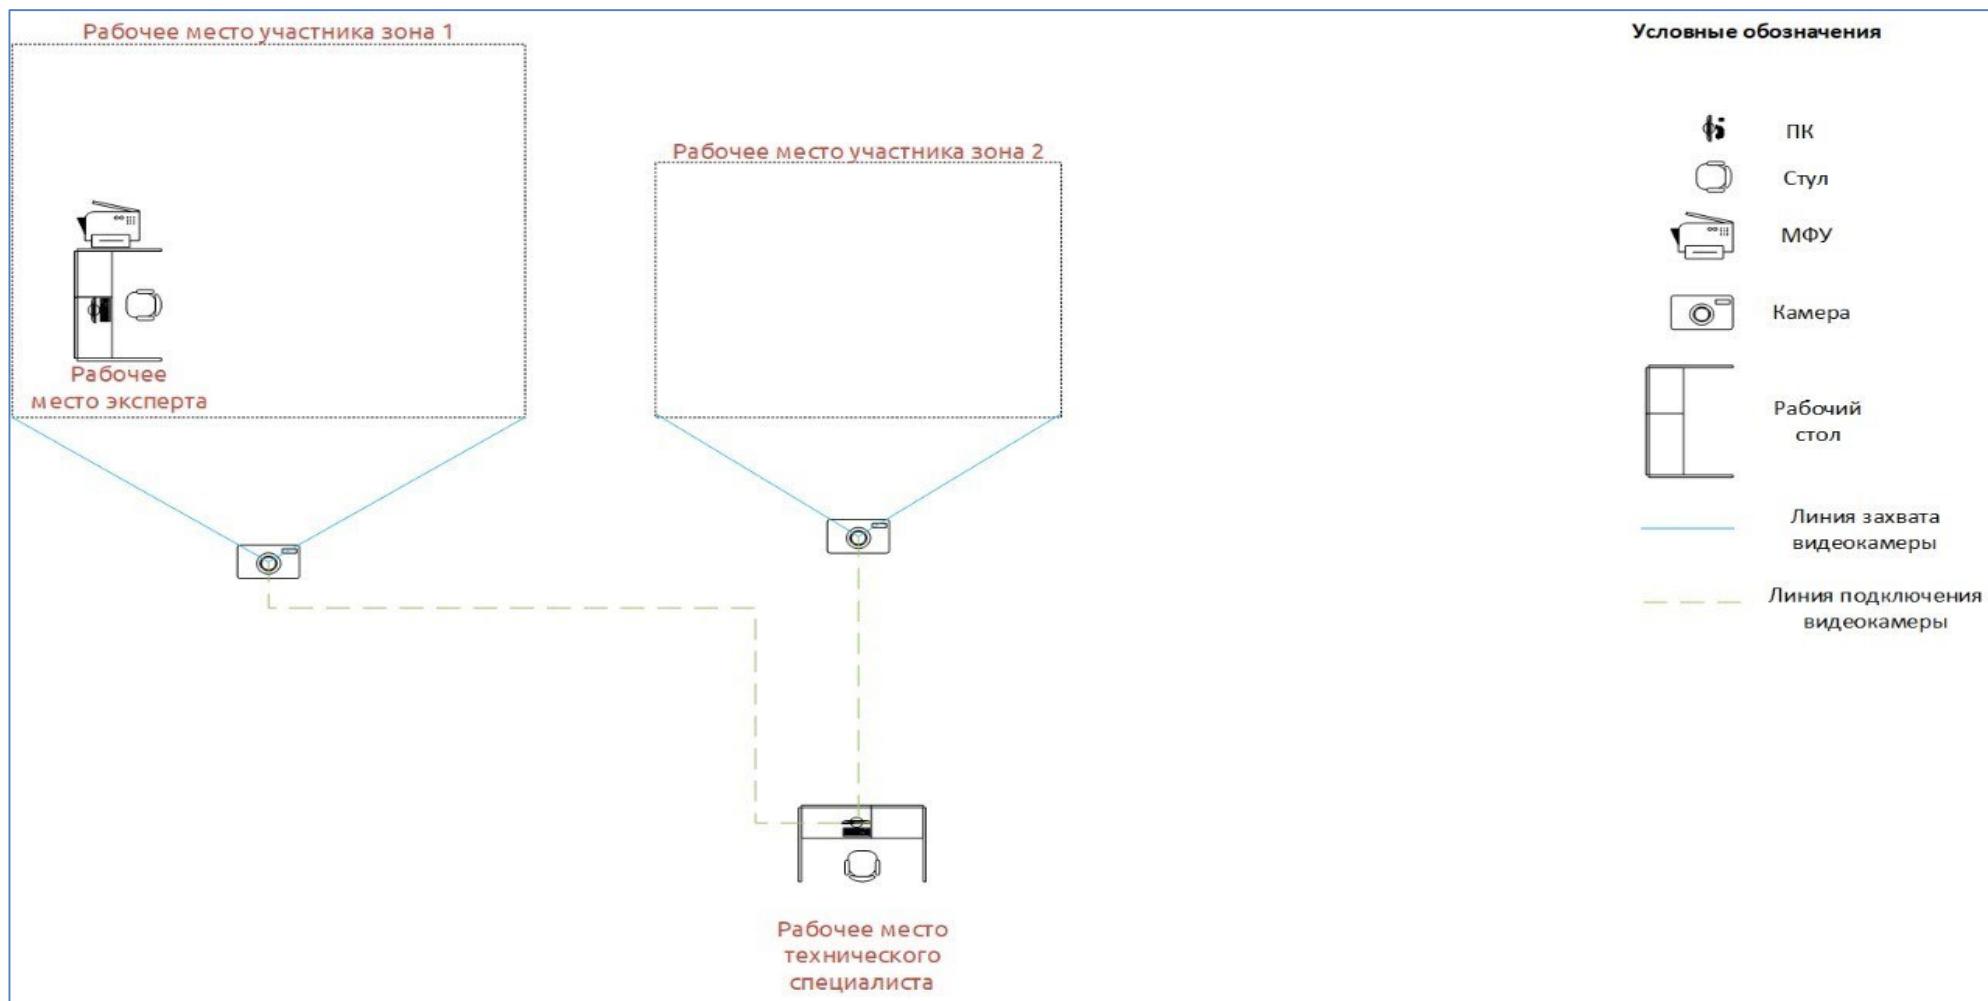 Рабочее место участника зона 1
Рабочее
место эксперта
Рабочее место участника зона 2
Рабочее место
технического
специалиста
Условные обозначения
ПК
Стул
МФУ
Камера
Рабочий
стол
Линия захвата
видеокамеры
Линия подключения
видеокамеры